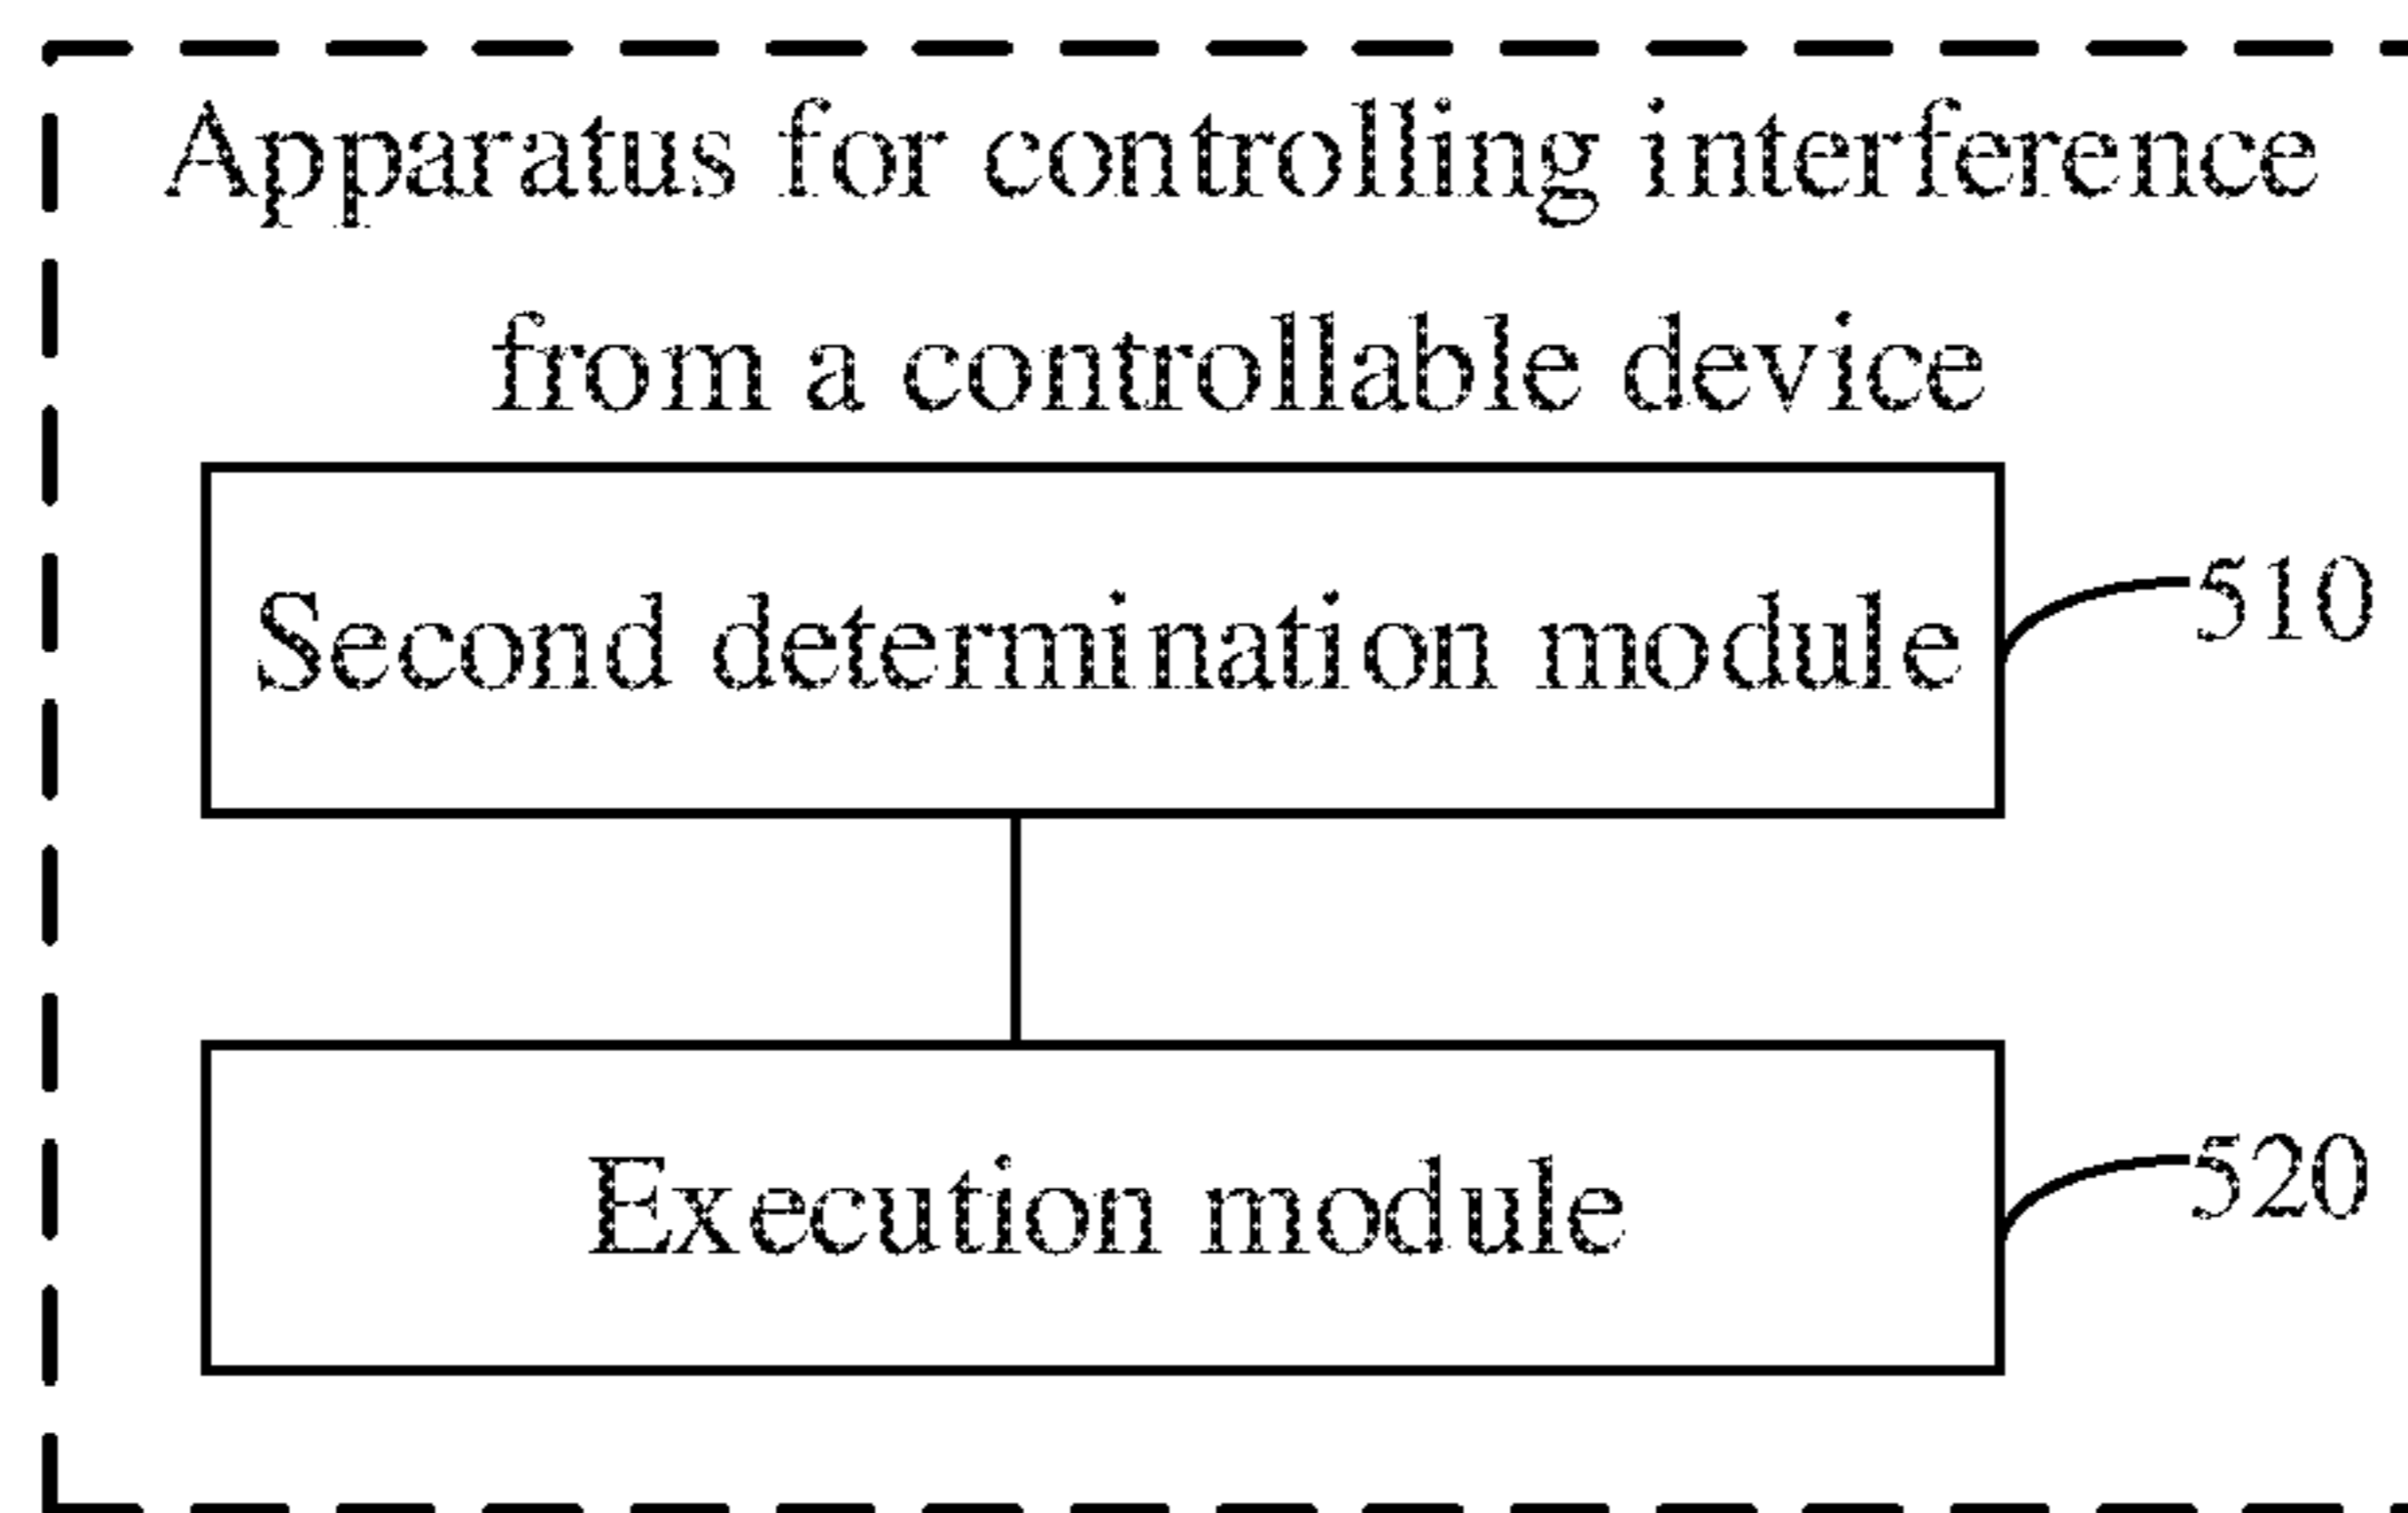 Apparatus for controlling interference
from a controllable device
Second determination module
510
Execution module
520